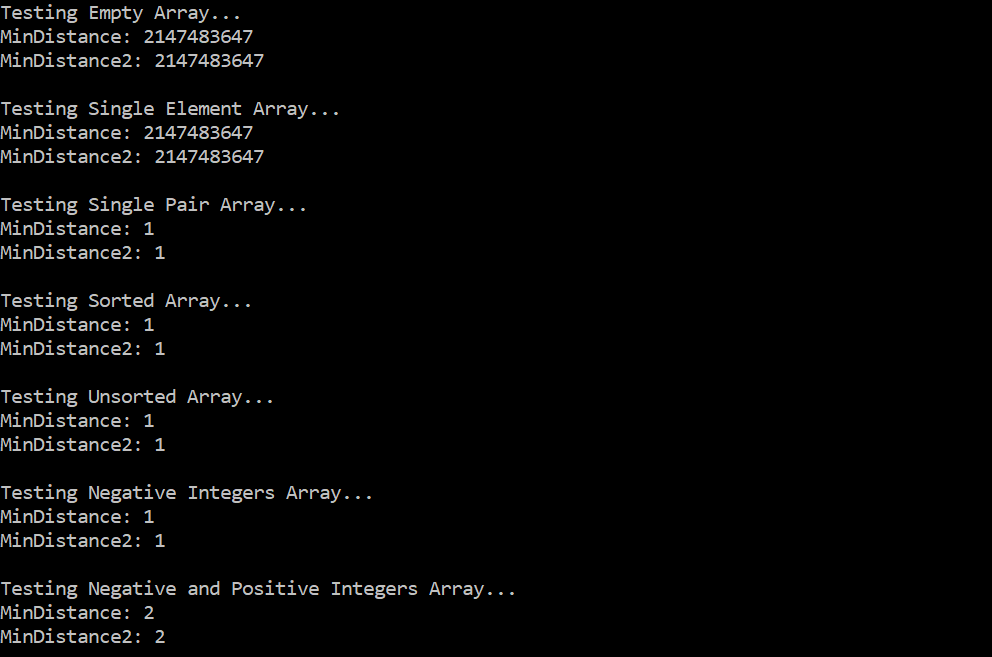 Testing Empty Array...
MinDistance: 2147483647
MinDistance2: 2147483647
Testing Single Element Array...
MinDistance: 2147483647
MinDistance2: 2147483647
Testing Single Pair Array...
MinDistance: 1
MinDistance2: 1
Testing Sorted Array...
MinDistance: 1
MinDistance2: 1
Testing Unsorted Array...
MinDistance: 1
MinDistance2: 1
Testing Negative Integers Array...
MinDistance: 1
MinDistance2: 1
Testing Negative and Positive Integers Array...
MinDistance: 2
MinDistance2: 2